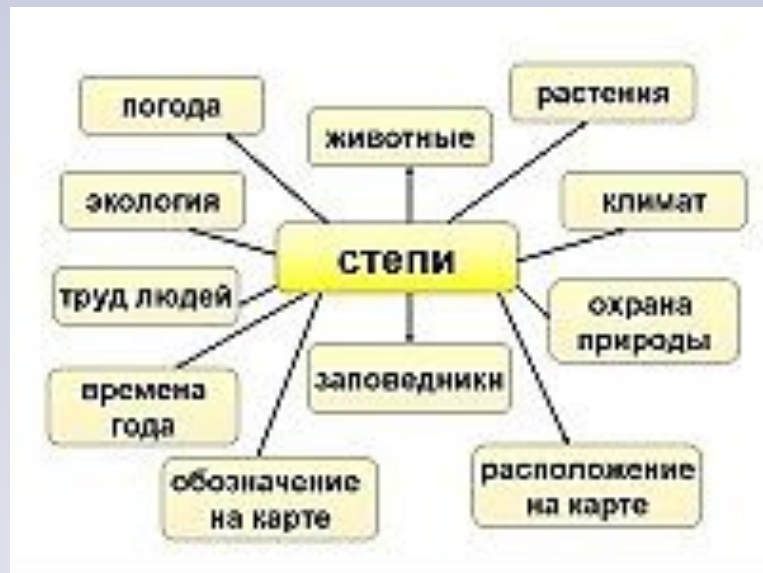 погода
животные
растения
экология
климат
степи
труд людей
охрана
природы
времена
года
заповедники
обозначение
на карте
расположение
на карте